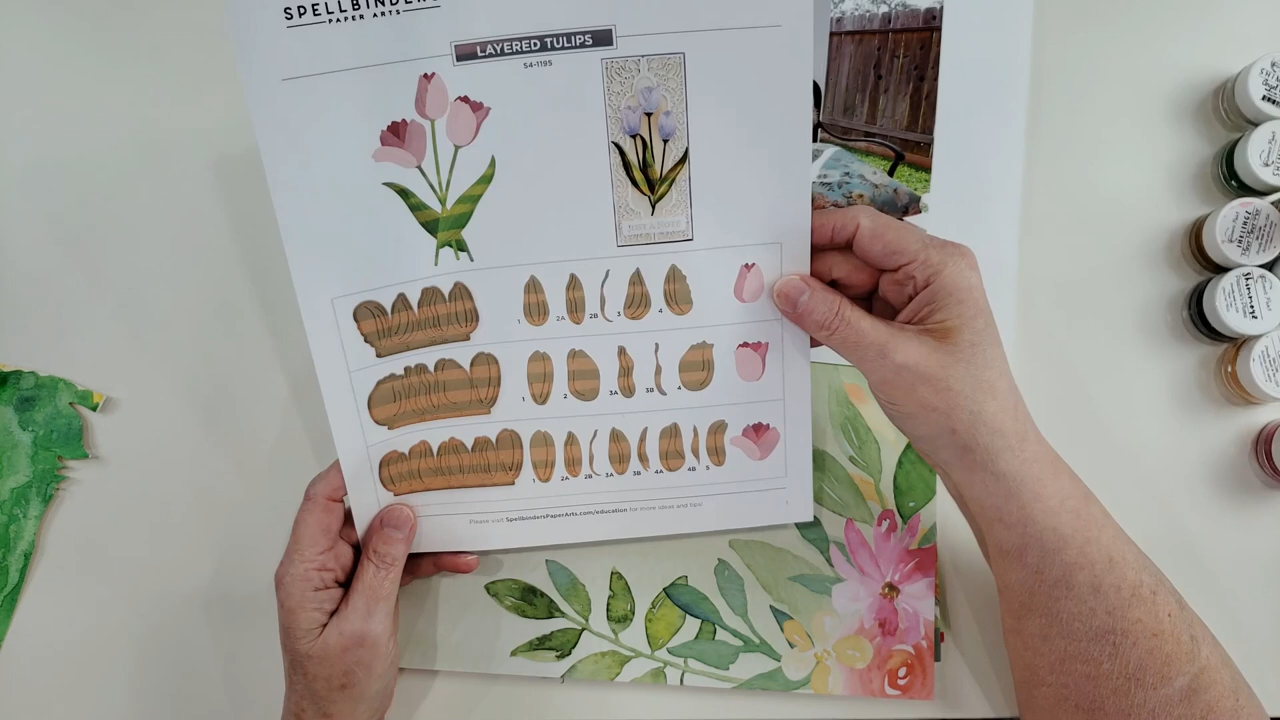 SPELLBINDERS
PAPER ARTS
LAYERED TULIPS
S4-1195
1 2A 2B 3 4
1 2 3A 3B 4
1 2A 2B 3A 3B 4A 4B 5
Please visit SpellbindersPaperArts.com/education for more ideas and tips!
1